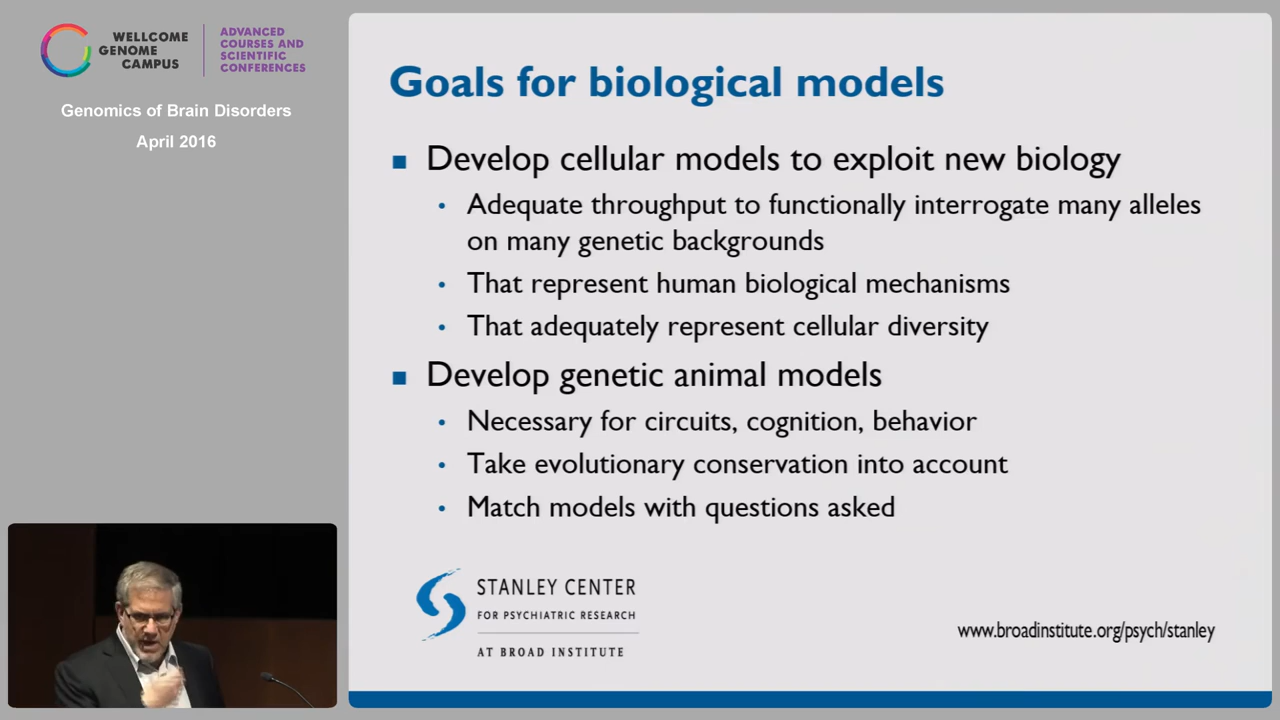 WELLCOME
GENOME
CAMPUS
ADVANCED
COURSES AND
SCIENTIFIC
CONFERENCES
Genomics of Brain Disorders
April 2016
Goals for biological models
Develop cellular models to exploit new biology
Adequate throughput to functionally interrogate many alleles
on many genetic backgrounds
That represent human biological mechanisms
That adequately represent cellular diversity
Develop genetic animal models
Necessary for circuits, cognition, behavior
Take evolutionary conservation into account
Match models with questions asked
STANLEY CENTER
FOR PSYCHIATRIC RESEARCH
AT BROAD INSTITUTE
www.broadinstitute.org/psych/stanley